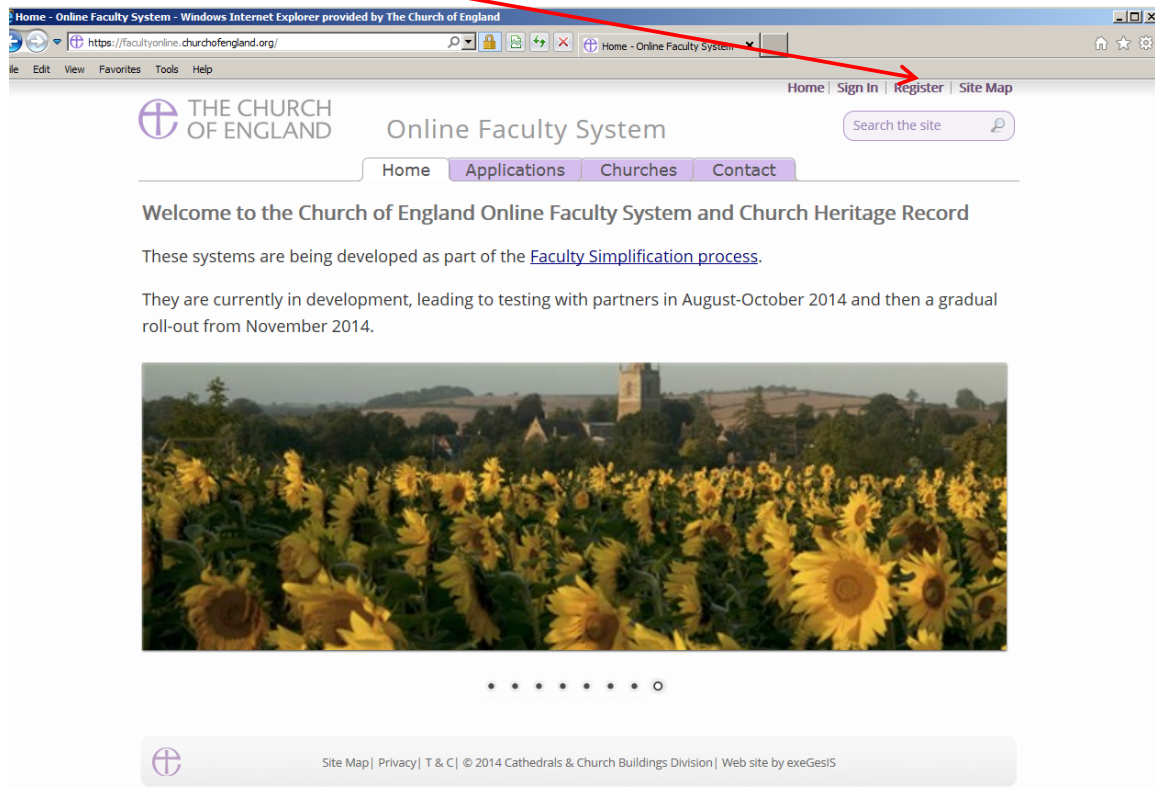 Home - Online Faculty System - Windows Internet Explorer provided by The Church of England
https://facultyonline.churchofengland.org/
Home - Online Faculty System
Edit View Favorites Tools Help
Home | Sign In | Register | Site Map
THE CHURCH
OF ENGLAND
Online Faculty System
Search the site
Home Applications Churches Contact
Welcome to the Church of England Online Faculty System and Church Heritage Record
These systems are being developed as part of the Faculty Simplification process.
They are currently in development, leading to testing with partners in August-October 2014 and then a gradual
roll-out from November 2014.
Site Map| Privacy| T & C| © 2014 Cathedrals & Church Buildings Division| Web site by exeGesIS